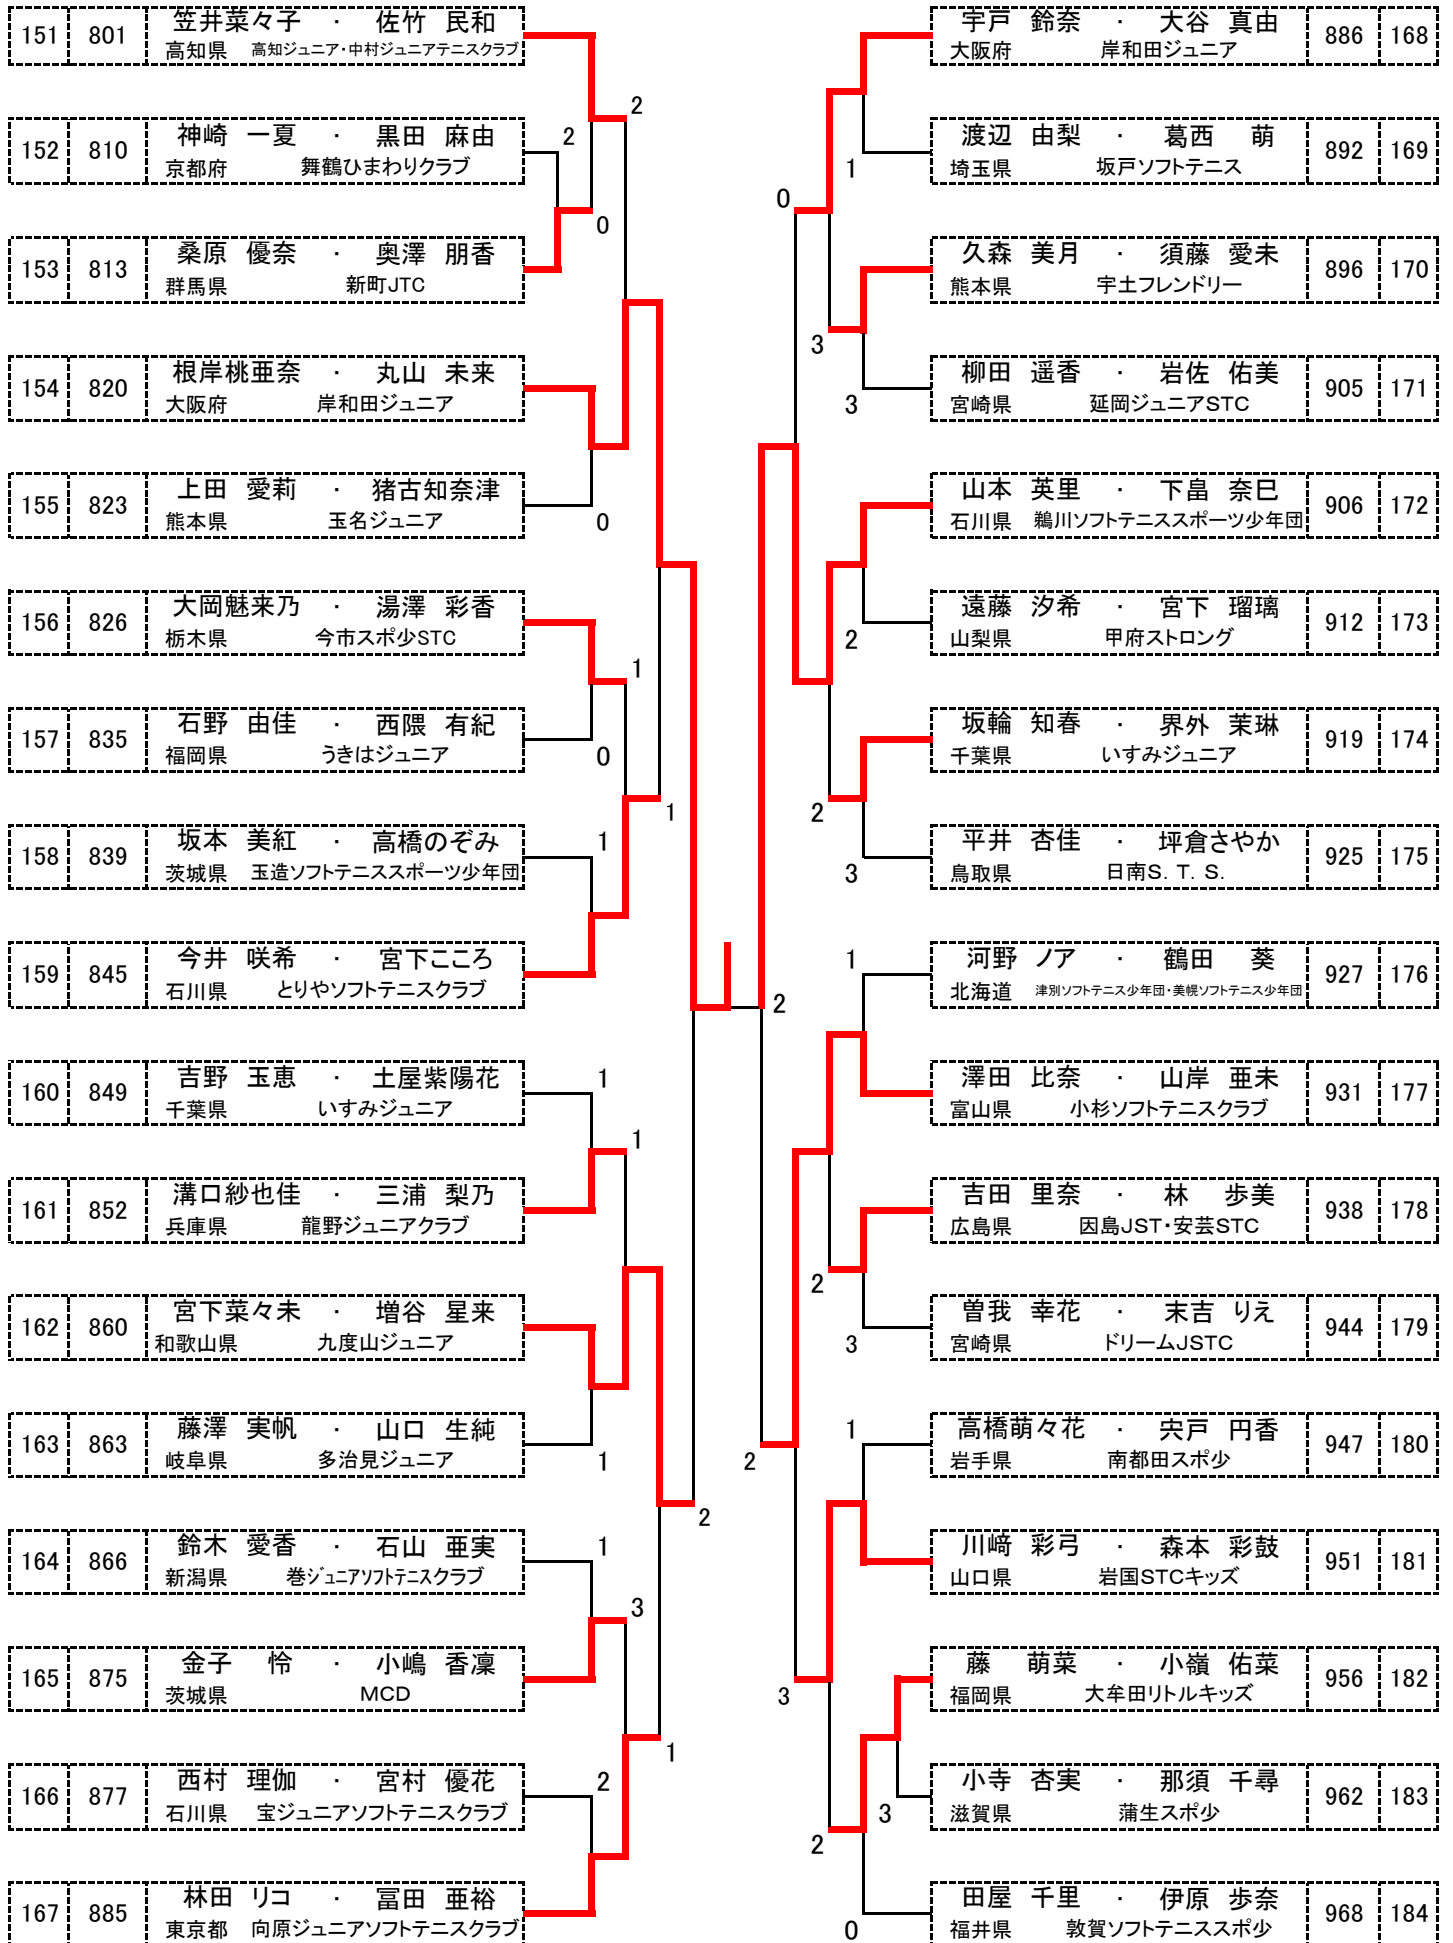 151 801 笠井菜々子 ・ 佐竹 民和
高知県 高知ジュニア・中村ジュニアテニスクラブ
2
152 810 神崎 一夏 ・ 黒田 麻由
京都府 舞鶴ひまわりクラブ
2
0
153 813 桑原 優奈 ・ 奥澤 朋香
群馬県 新町JTC
154 820 根岸桃亜奈 ・ 丸山 未来
大阪府 岸和田ジュニア
155 823 上田 愛莉 ・ 猪古知奈津
熊本県 玉名ジュニア
0
156 826 大岡魅来乃 ・ 湯澤 彩香
栃木県 今市スポ少STC
1
157 835 石野 由佳 ・ 西隈 有紀
福岡県 うきはジュニア
0
1
158 839 坂本 美紅 ・ 高橋のぞみ
茨城県 玉造ソフトテニススポーツ少年団
1
159 845 今井 咲希 ・ 宮下こころ
石川県 とりやソフトテニスクラブ
2
160 849 吉野 玉恵 ・ 土屋紫陽花
千葉県 いすみジュニア
1
1
161 852 溝口紗也佳 ・ 三浦 梨乃
兵庫県 龍野ジュニアクラブ
162 860 宮下菜々未 ・ 増谷 星来
和歌山県 九度山ジュニア
163 863 藤澤 実帆 ・ 山口 生純
岐阜県 多治見ジュニア
1
2
164 866 鈴木 愛香 ・ 石山 亜実
新潟県 巻ジュニアソフトテニスクラブ
1
3
165 875 金子 怜 ・ 小嶋 香凜
茨城県 MCD
1
166 877 西村 理伽 ・ 宮村 優花
石川県 宝ジュニアソフトテニスクラブ
2
167 885 林田 リコ ・ 冨田 亜裕
東京都 向原ジュニアソフトテニスクラブ
宇戸 鈴奈 ・ 大谷 真由 886 168
大阪府 岸和田ジュニア
渡辺 由梨 ・ 葛西 萌 892 169
埼玉県 坂戸ソフトテニス
1
0
久森 美月 ・ 須藤 愛未 896 170
熊本県 宇土フレンドリー
3
柳田 遥香 ・ 岩佐 佑美 905 171
宮崎県 延岡ジュニアSTC
3
山本 英里 ・ 下畠 奈巳 906 172
石川県 鵜川ソフトテニススポーツ少年団
遠藤 汐希 ・ 宮下 瑠璃 912 173
山梨県 甲府ストロング
2
坂輪 知春 ・ 界外 茉琳 919 174
千葉県 いすみジュニア
2
平井 杏佳 ・ 坪倉さやか 925 175
鳥取県 日南S．T．S．
3
1
河野 ノア ・ 鶴田 葵 927 176
北海道 津別ソフトテニス少年団・美幌ソフトテニス少年団
澤田 比奈 ・ 山岸 亜未 931 177
富山県 小杉ソフトテニスクラブ
吉田 里奈 ・ 林 歩美 938 178
広島県 因島JST・安芸STC
2
曽我 幸花 ・ 末吉 りえ 944 179
宮崎県 ドリームJSTC
3
1
高橋萌々花 ・ 宍戸 円香 947 180
岩手県 南都田スポ少
2
川﨑 彩弓 ・ 森本 彩鼓 951 181
山口県 岩国STCキッズ
藤 萌菜 ・ 小嶺 佑菜 956 182
福岡県 大牟田リトルキッズ
3
小寺 杏実 ・ 那須 千尋 962 183
滋賀県 蒲生スポ少
3
2
田屋 千里 ・ 伊原 歩奈 968 184
福井県 敦賀ソフトテニススポ少
0